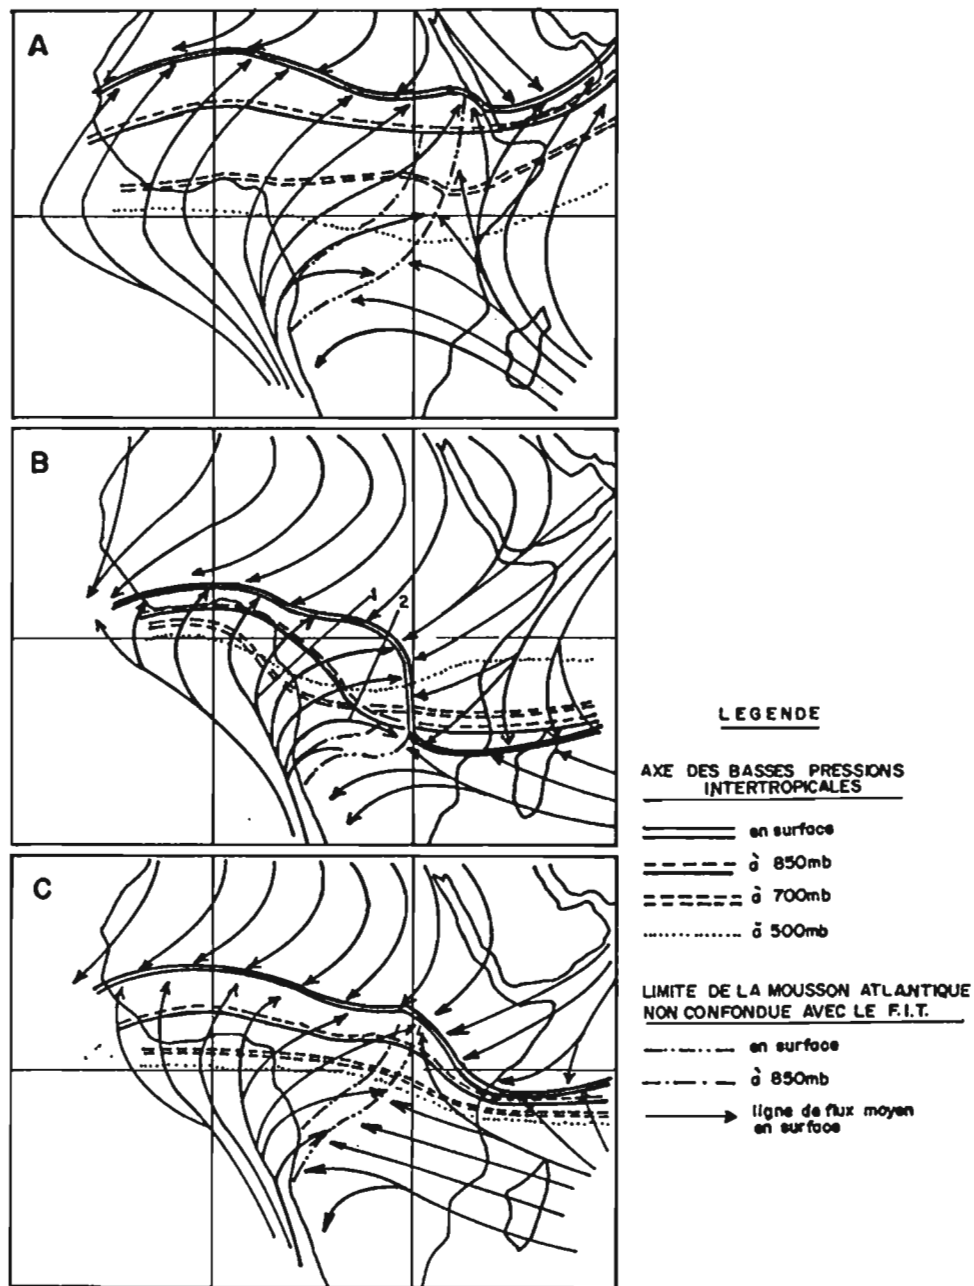 A
B
1
2
C
LEGENDE
AXE DES BASSES PRESSIONS
INTERTROPICALES
en surface
à 850mb
à 700mb
à 500mb
LIMITE DE LA MOUSSON ATLANTIQUE
NON CONFONDUE AVEC LE F.I.T.
en surface
à 850mb
ligne de flux moyen
en surface